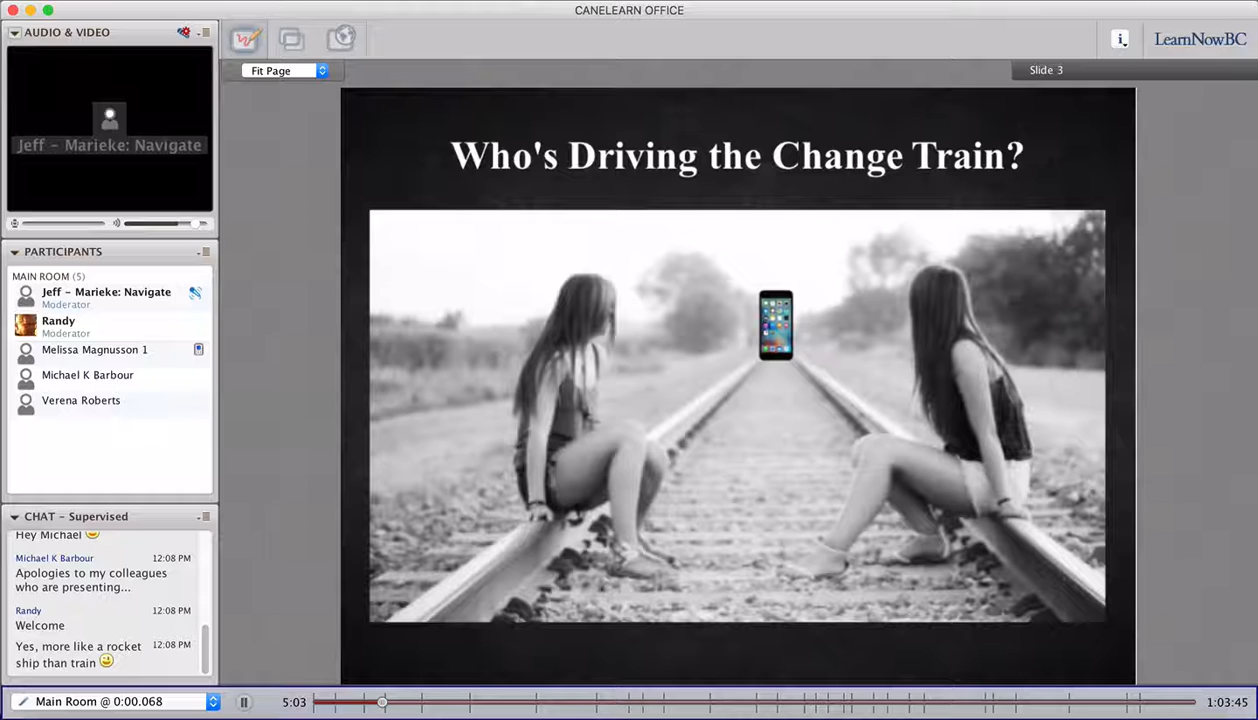 CANELEARN OFFICE
AUDIO & VIDEO
Jeff - Marieke: Navigate
PARTICIPANTS
MAIN ROOM (5)
Jeff - Marieke: Navigate
Moderator
Randy
Moderator
Melissa Magnusson 1
Michael K Barbour
Verena Roberts
CHAT - Supervised
Hey Michael
Michael K Barbour 12:08 PM
Apologies to my colleagues
who are presenting...
Randy 12:08 PM
Welcome
Yes, more like a rocket 12:08 PM
ship than train
i
LearnNowBC
Fit Page
Slide 3
Who's Driving the Change Train?
Main Room @ 0:00.068
5:03
1:03:45